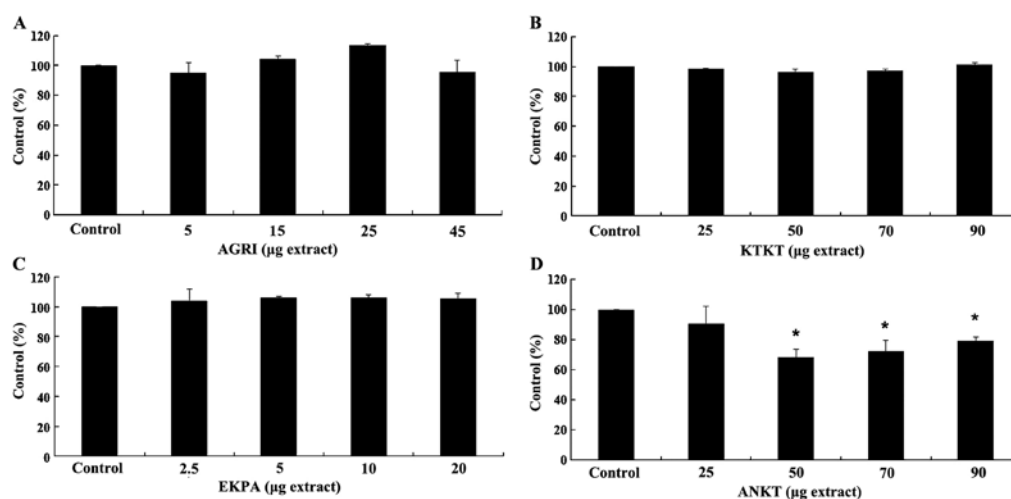 A
120
100
80
60
40
20
0
Control (%)
Control 5 15 25 45
AGRI (µg extract)
B
120
100
80
60
40
20
0
Control (%)
Control 25 50 70 90
KTKT (µg extract)
C
120
100
80
60
40
20
0
Control (%)
Control 2.5 5 10 20
EKPA (µg extract)
D
120
100
80
60
40
20
0
Control (%)
* * *
Control 25 50 70 90
ANKT (µg extract)